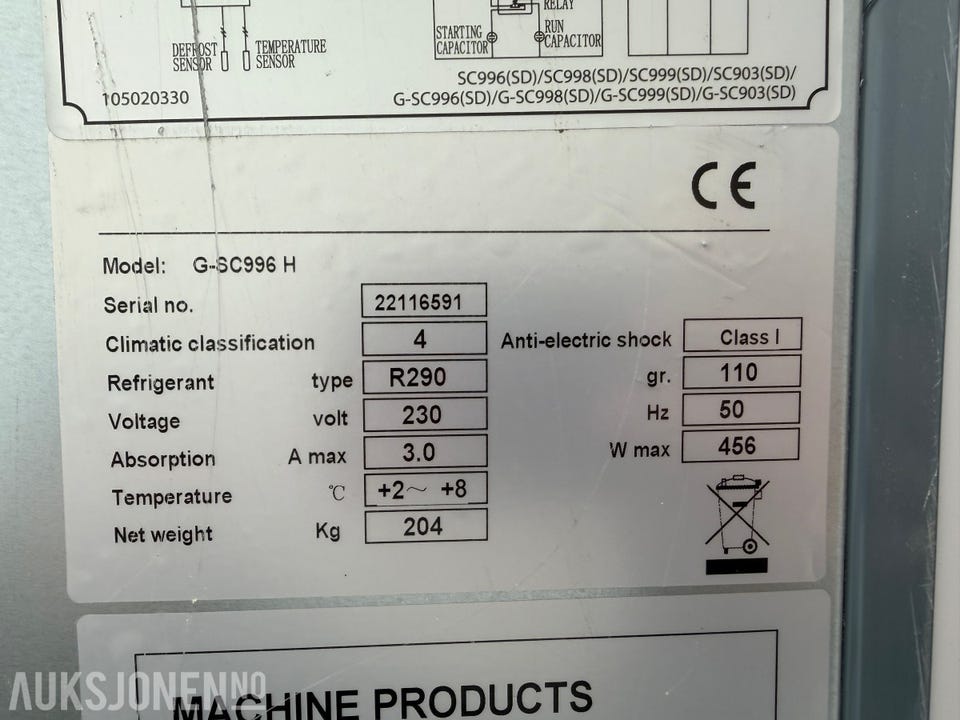 RELAY
DEFROST SENSOR
TEMPERATURE SENSOR
STARTING CAPACITOR
RUN CAPACITOR
SC996(SD)/SC998(SD)/SC999(SD)/SC903(SD)/
105020330
G-SC996(SD)/G-SC998(SD)/G-SC999(SD)/G-SC903(SD)
CE
Model: G-SC996 H
Serial no. 22116591
Climatic classification 4 Anti-electric shock Class I
Refrigerant type R290 gr. 110
Voltage volt 230 Hz 50
Absorption A max 3.0 W max 456
Temperature ℃ +2～ +8
Net weight Kg 204
MACHINE PRODUCTS
AUKSJONEN.NO